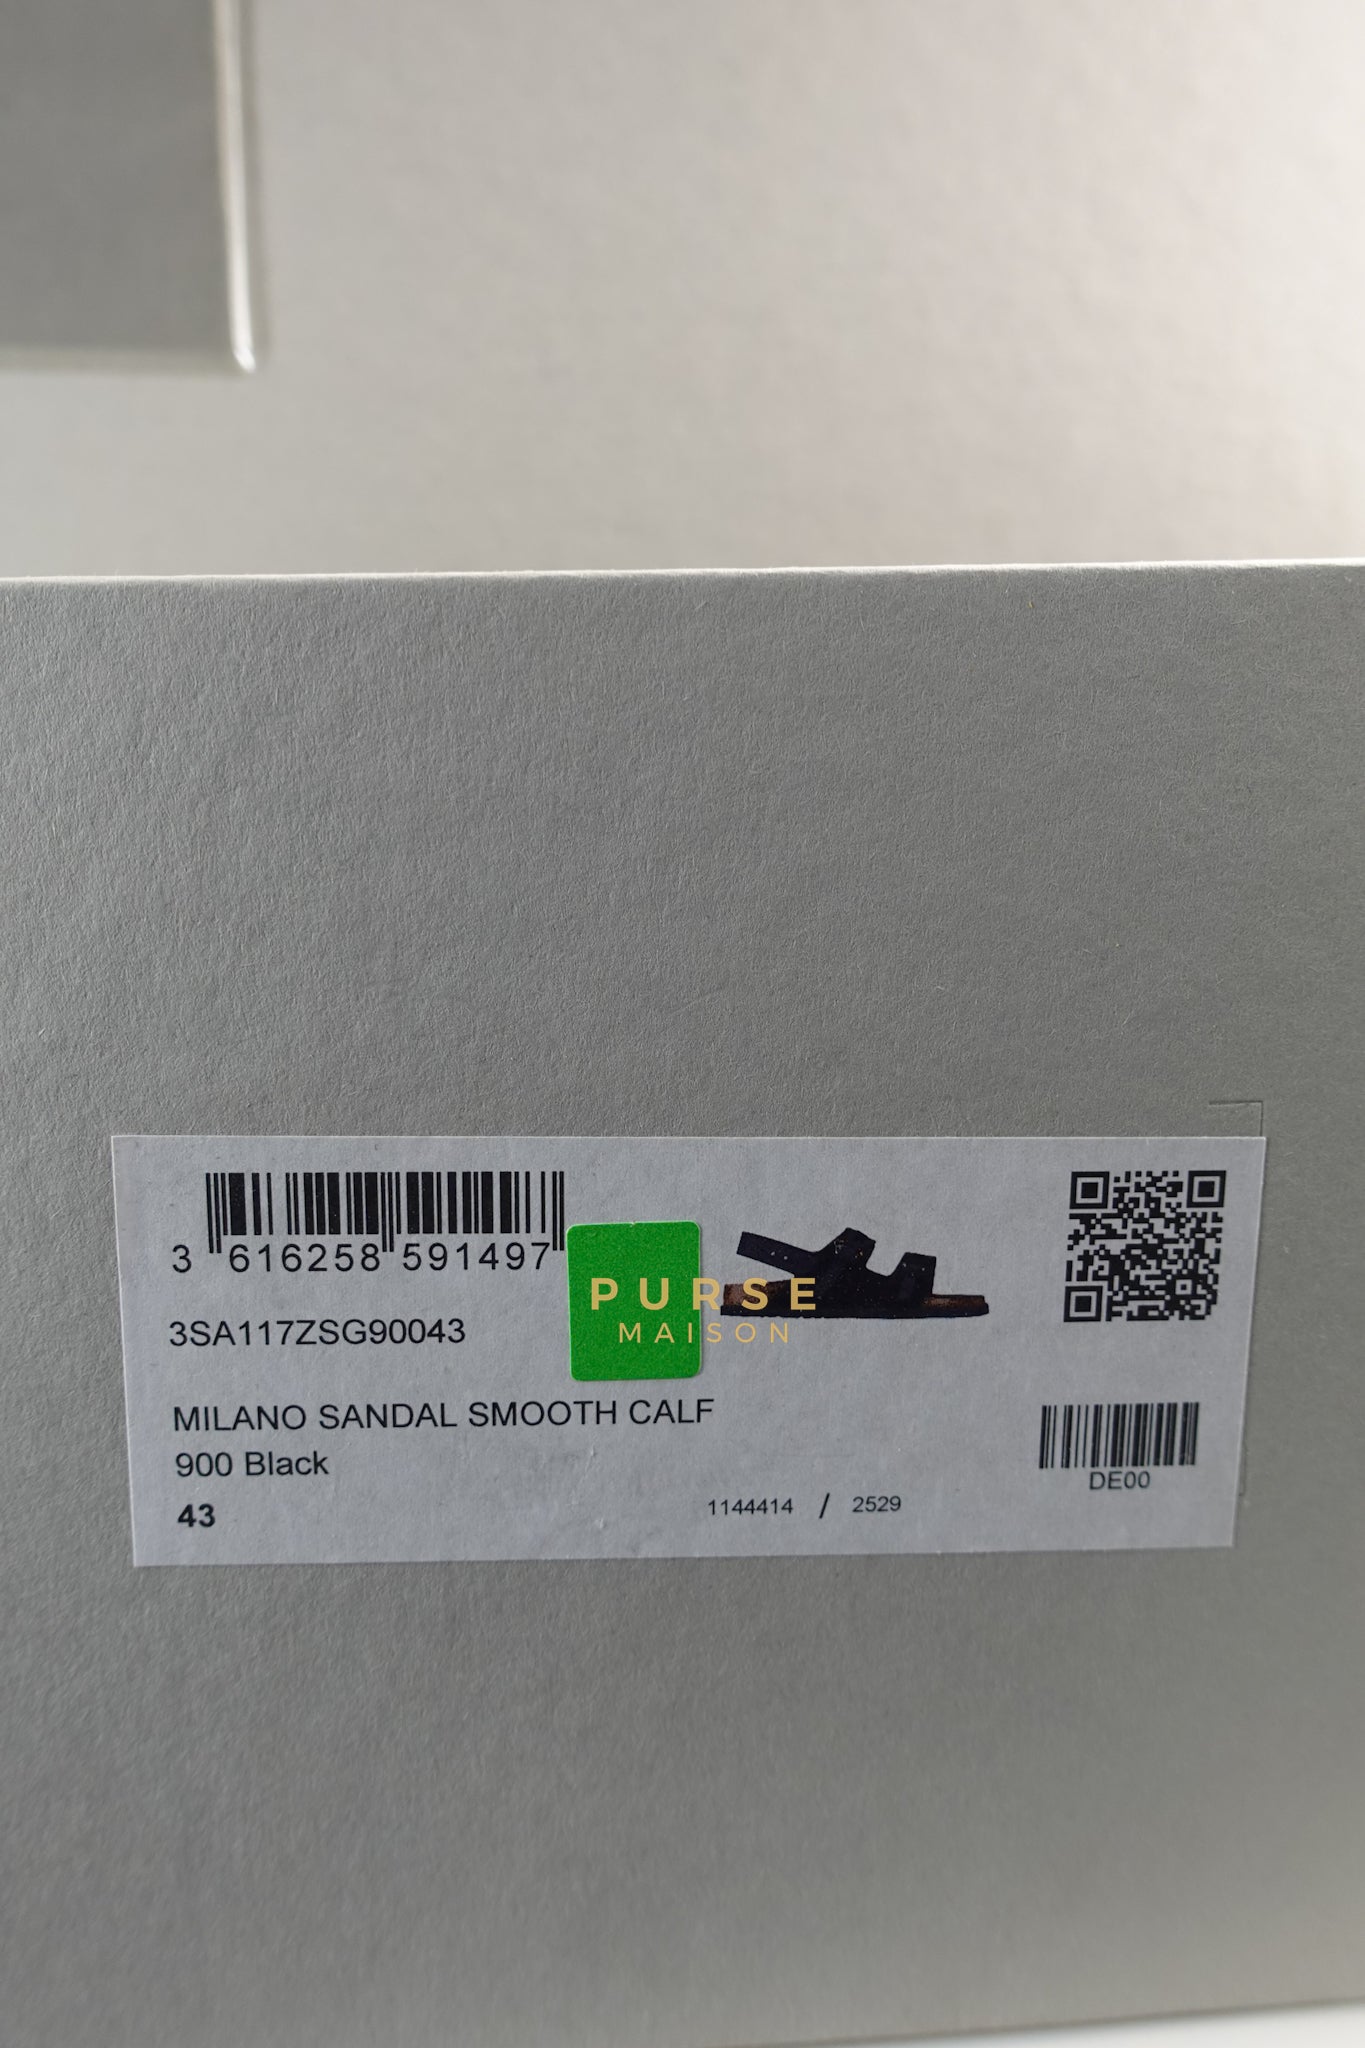 3 616258 591497
PURSE
MAISON
3SA117ZSG90043
MILANO SANDAL SMOOTH CALF
900 Black
43
1144414 / 2529
DE00